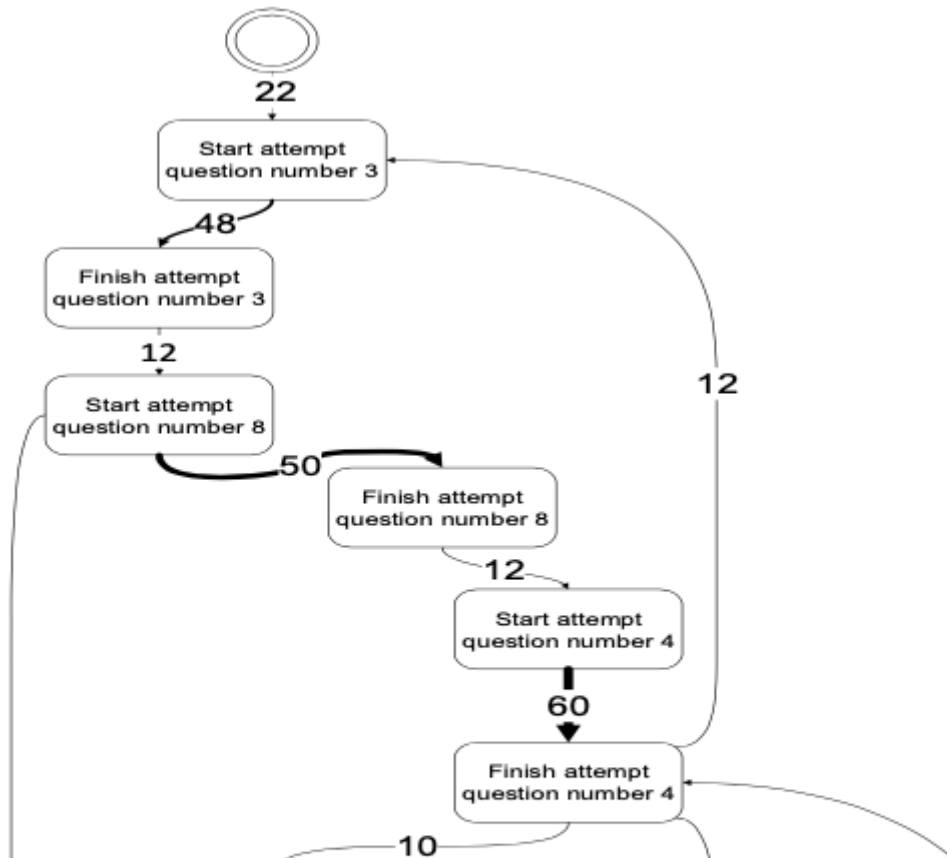 22
Start attempt
question number 3
48
Finish attempt
question number 3
12
Start attempt
question number 8
12
50
Finish attempt
question number 8
12
Start attempt
question number 4
60
Finish attempt
question number 4
10